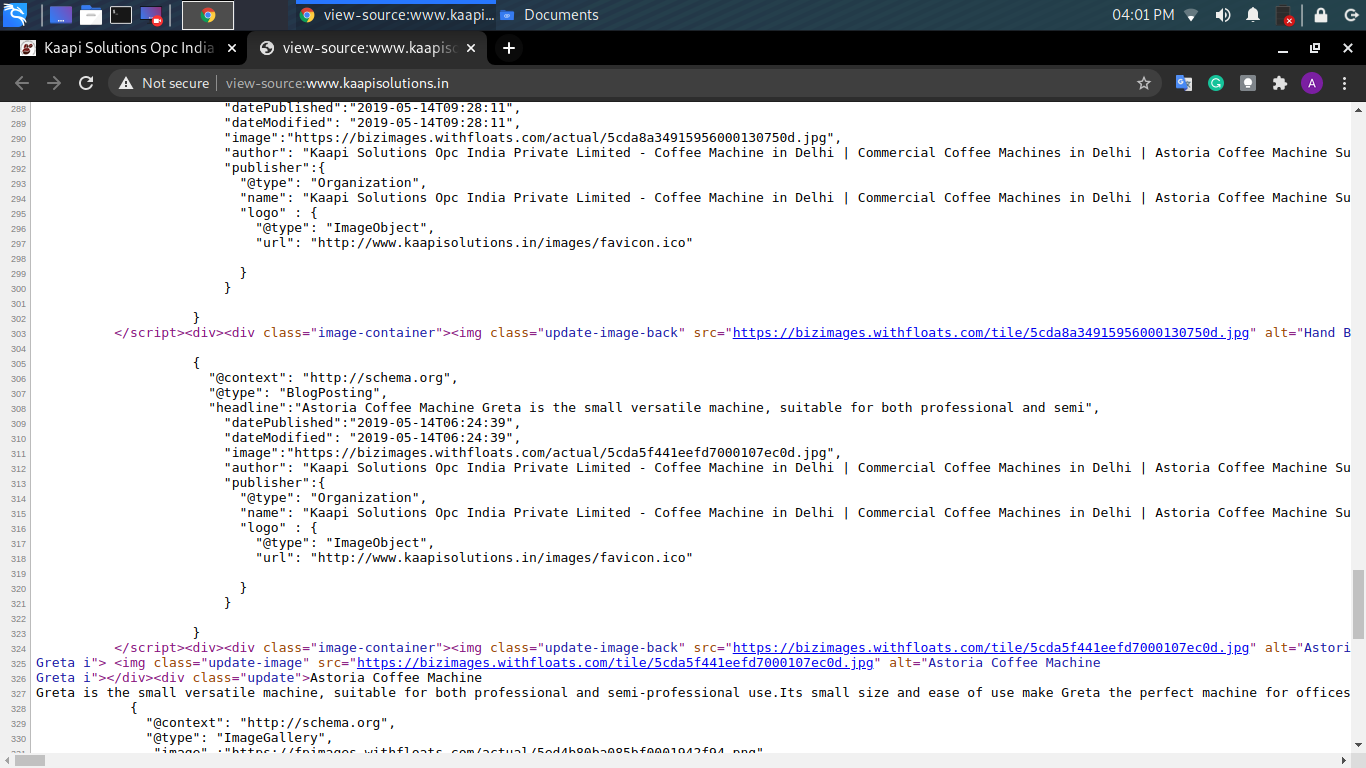 view-source:www.kaapi...
Documents
04:01 PM
Kaapi Solutions Opc India
view-source:www.kaapiso
Not secure
view-source:www.kaapisolutions.in
A
288 "datePublished":"2019-05-14T09:28:11",
289 "dateModified": "2019-05-14T09:28:11",
290 "image":"https://bizimages.withfloats.com/actual/5cda8a34915956000130750d.jpg",
291 "author": "Kaapi Solutions Opc India Private Limited - Coffee Machine in Delhi | Commercial Coffee Machines in Delhi | Astoria Coffee Machine Su
292 "publisher":{
293 "@type": "Organization",
294 "name": "Kaapi Solutions Opc India Private Limited - Coffee Machine in Delhi | Commercial Coffee Machines in Delhi | Astoria Coffee Machine Su
295 "logo" : {
296 "@type": "ImageObject",
297 "url": "http://www.kaapisolutions.in/images/favicon.ico"
298
299 }
300 }
301
302 }
303 </script><div><div class="image-container"><img class="update-image-back" src="https://bizimages.withfloats.com/tile/5cda8a34915956000130750d.jpg" alt="Hand B
304
305 {
306 "@context": "http://schema.org",
307 "@type": "BlogPosting",
308 "headline":"Astoria Coffee Machine Greta is the small versatile machine, suitable for both professional and semi",
309 "datePublished":"2019-05-14T06:24:39",
310 "dateModified": "2019-05-14T06:24:39",
311 "image":"https://bizimages.withfloats.com/actual/5cda5f441eefd7000107ec0d.jpg",
312 "author": "Kaapi Solutions Opc India Private Limited - Coffee Machine in Delhi | Commercial Coffee Machines in Delhi | Astoria Coffee Machine Su
313 "publisher":{
314 "@type": "Organization",
315 "name": "Kaapi Solutions Opc India Private Limited - Coffee Machine in Delhi | Commercial Coffee Machines in Delhi | Astoria Coffee Machine Su
316 "logo" : {
317 "@type": "ImageObject",
318 "url": "http://www.kaapisolutions.in/images/favicon.ico"
319
320 }
321 }
322
323 }
324 </script><div><div class="image-container"><img class="update-image-back" src="https://bizimages.withfloats.com/tile/5cda5f441eefd7000107ec0d.jpg" alt="Astori
325 Greta i"> <img class="update-image" src="https://bizimages.withfloats.com/tile/5cda5f441eefd7000107ec0d.jpg" alt="Astoria Coffee Machine
326 Greta i"></div><div class="update">Astoria Coffee Machine
327 Greta is the small versatile machine, suitable for both professional and semi-professional use.Its small size and ease of use make Greta the perfect machine for offices
328 {
329 "@context": "http://schema.org",
330 "@type": "ImageGallery",
331 "image" :"https://fpimages.withfloats.com/actual/5ed4b80ba085bf0001942f94.png"